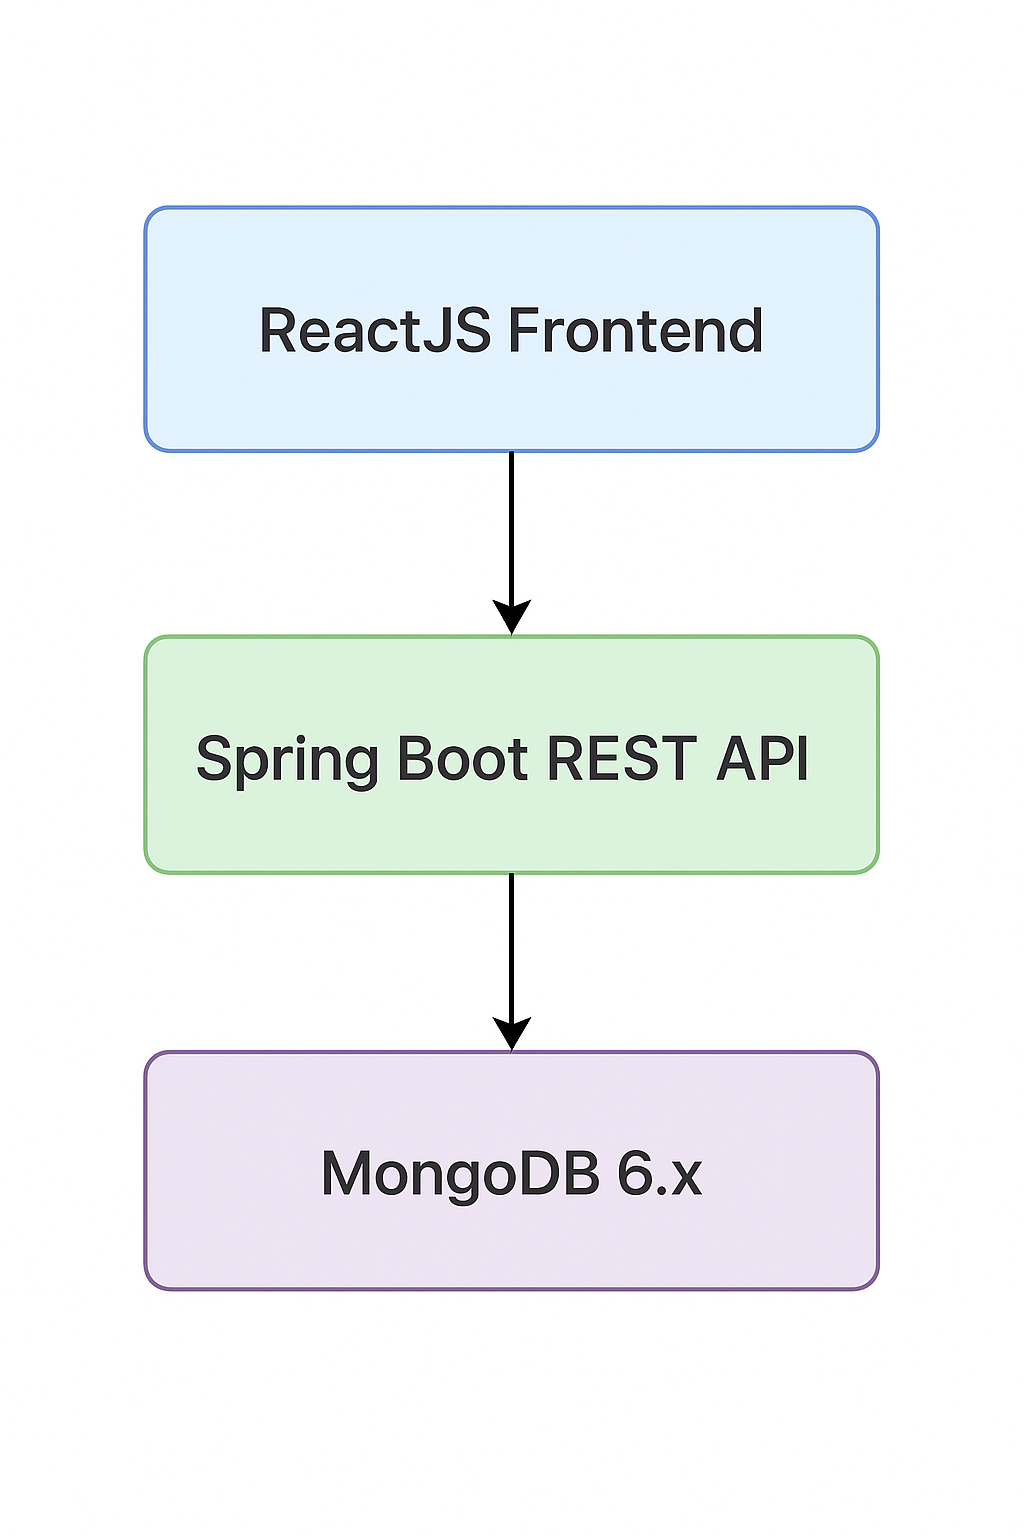 ReactJS Frontend
Spring Boot REST API
MongoDB 6.x